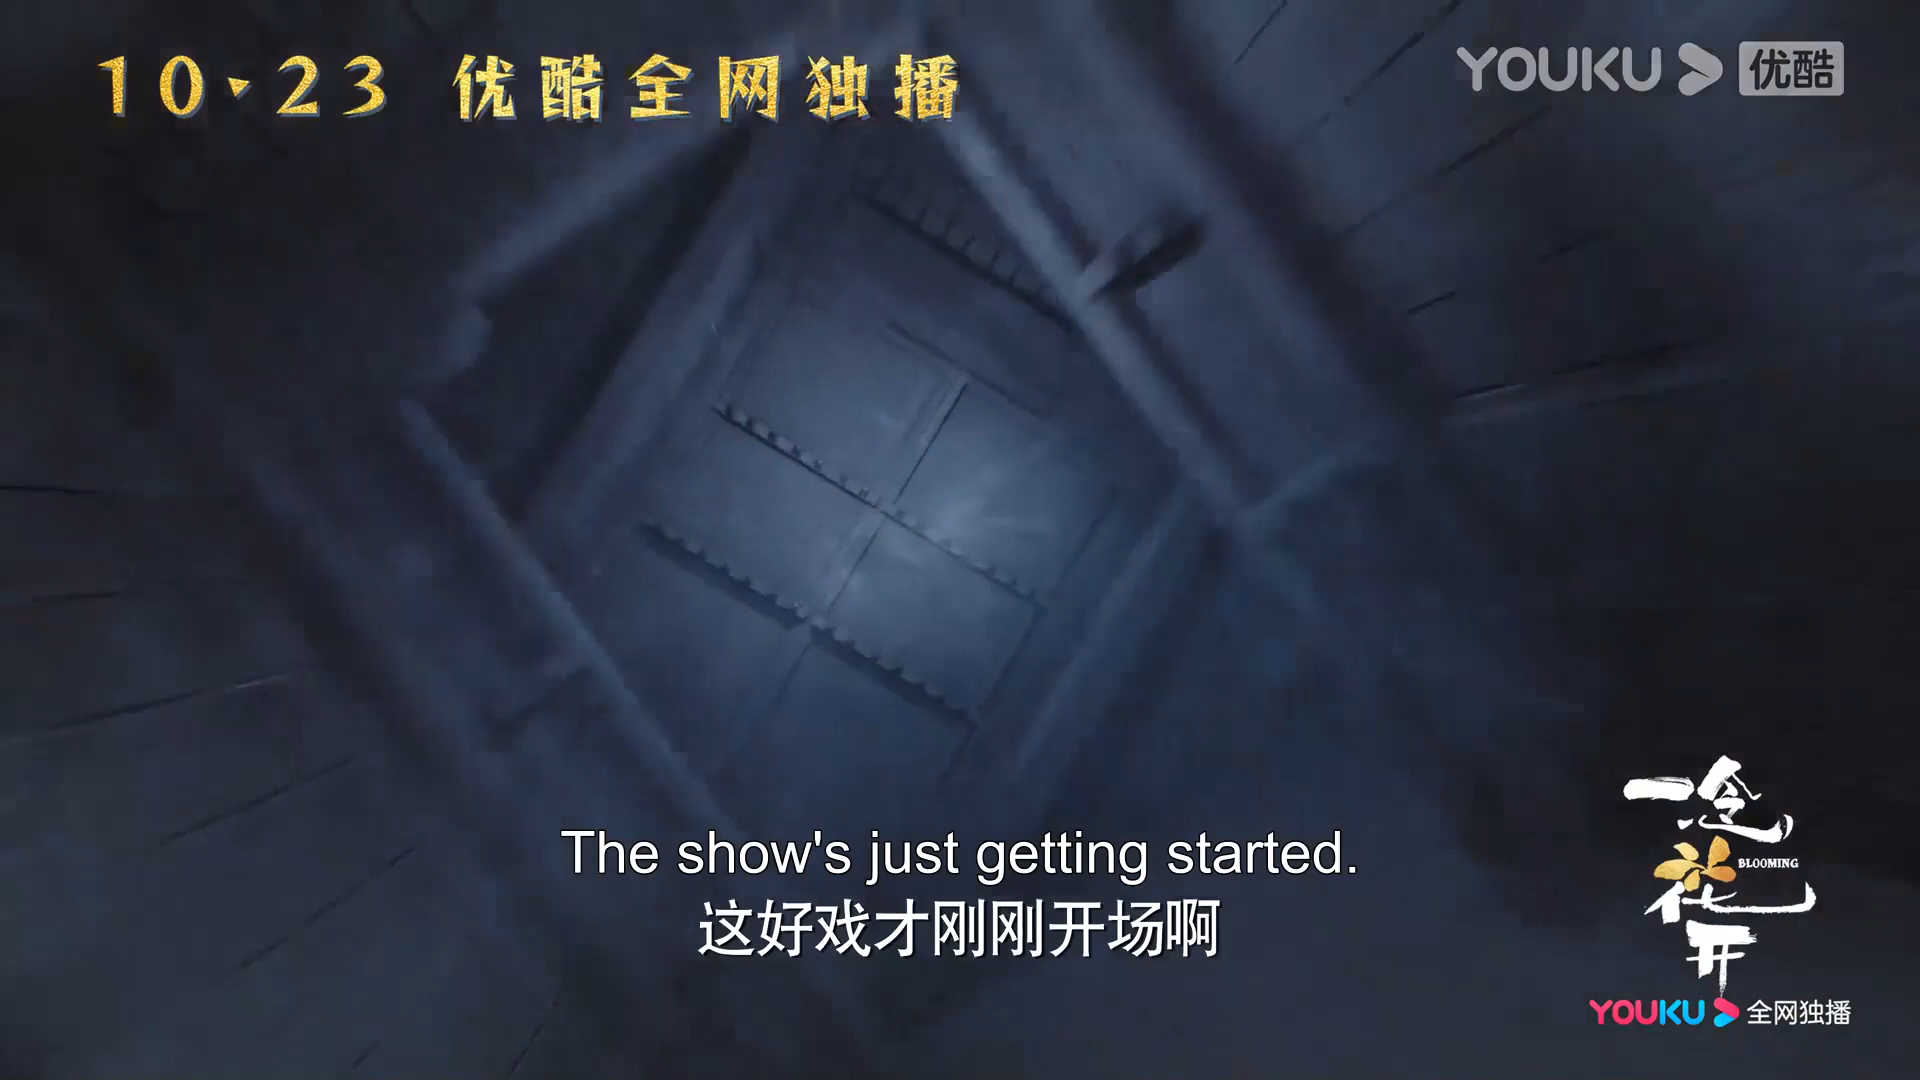 10·23 优酷全网独播
YOUKU 优酷
The show's just getting started.
这好戏才刚刚开场啊
一念
花
BLOOMING
开
YOUKU 全网独播